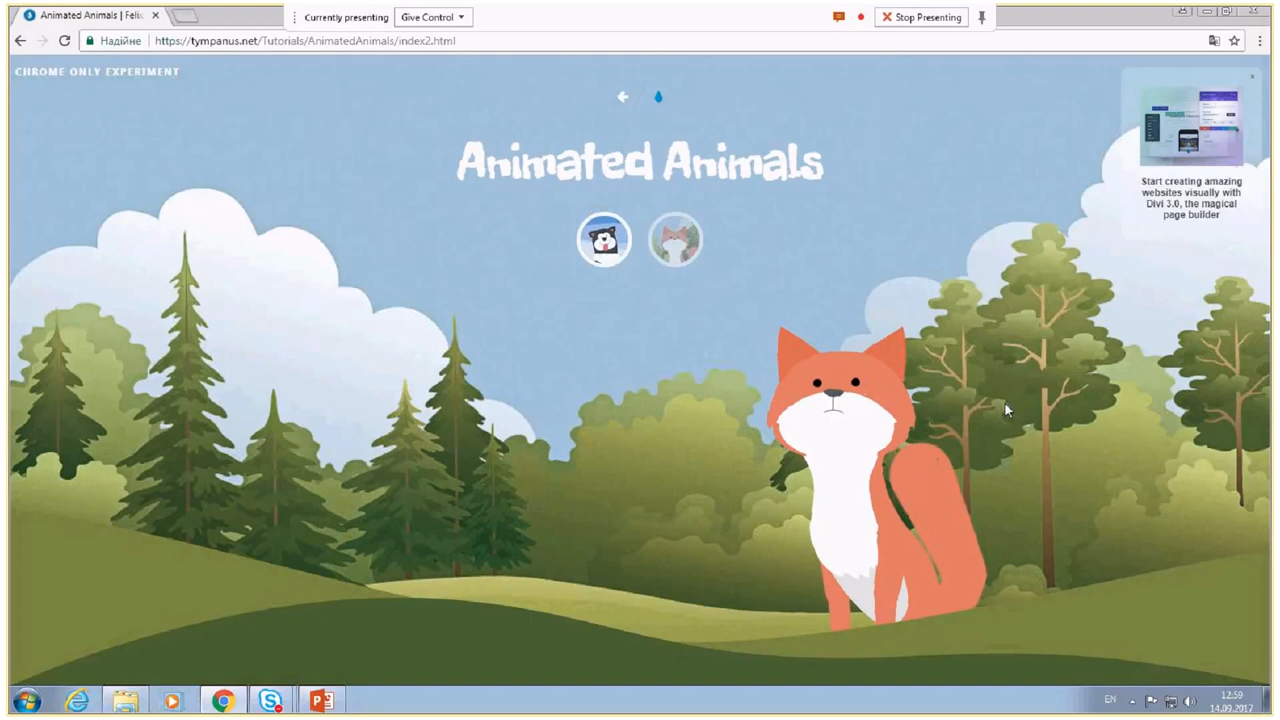 Animated Animals | Felix
Currently presenting
Give Control
Stop Presenting
Надійне
https://tympanus.net/Tutorials/AnimatedAnimals/index2.html
CHROME ONLY EXPERIMENT
Animated Animals
Start creating amazing
websites visually with
Divi 3.0, the magical
page builder
EN
12:59
14.09.2017